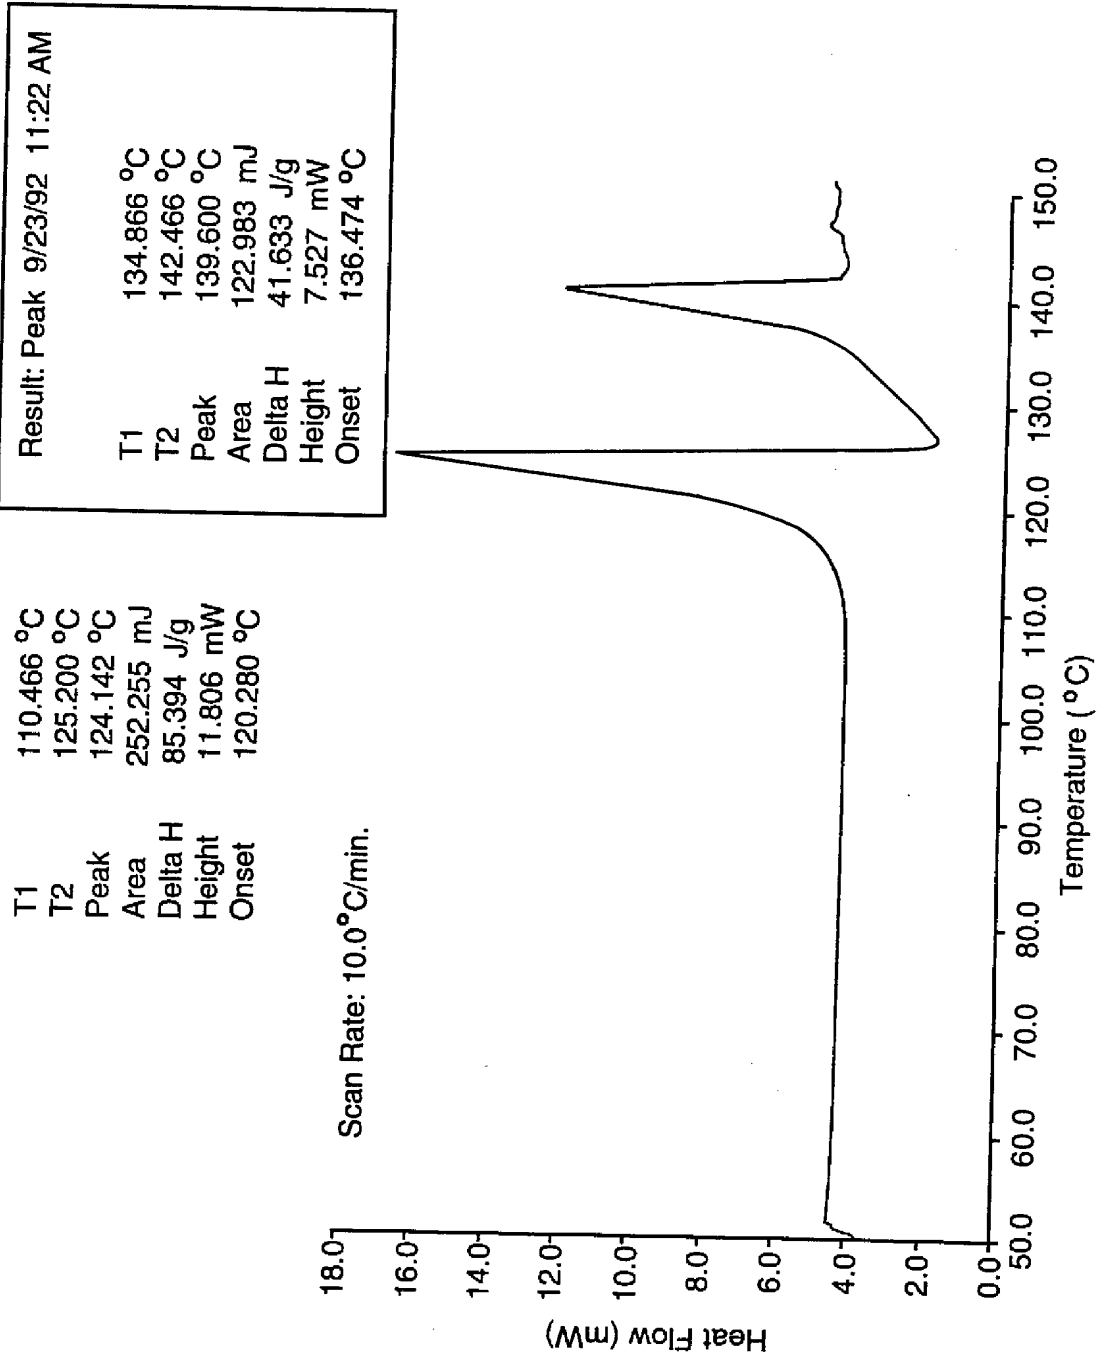 T1 110.466 °C
T2 125.200 °C
Peak 124.142 °C
Area 252.255 mJ
Delta H 85.394 J/g
Height 11.806 mW
Onset 120.280 °C
Result: Peak 9/23/92 11:22 AM
T1 134.866 °C
T2 142.466 °C
Peak 139.600 °C
Area 122.983 mJ
Delta H 41.633 J/g
Height 7.527 mW
Onset 136.474 °C
Scan Rate: 10.0°C/min.
18.0
16.0
14.0
12.0
10.0
8.0
6.0
4.0
2.0
0.0
Heat Flow (mW)
50.0 60.0 70.0 80.0 90.0 100.0 110.0 120.0 130.0 140.0 150.0
Temperature (°C)